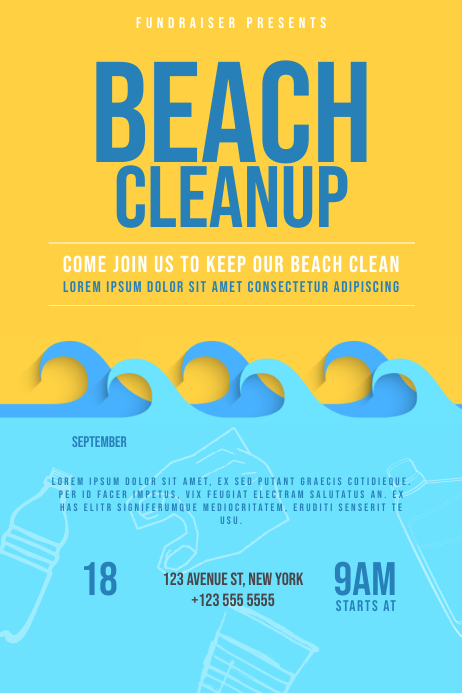 FUNDRAISER PRESENTS
BEACH
CLEANUP
COME JOIN US TO KEEP OUR BEACH CLEAN
LOREM IPSUM DOLOR SIT AMET CONSECTETUR ADIPISCING
SEPTEMBER
LOREM IPSUM DOLOR SIT AMET, EX SED PUTANT GRAECIS COTIDIEQUE.
PER ID FACER IMPETUS, VIX FEUGIAT ELECTRAM SALUTATUS AN. EX
HAS ELITR SIGNIFERUMQUE MEDIOCRITATEM, ERUDITI SENSERIT TE
USU.
18
123 AVENUE ST, NEW YORK
+123 555 5555
9AM
STARTS AT